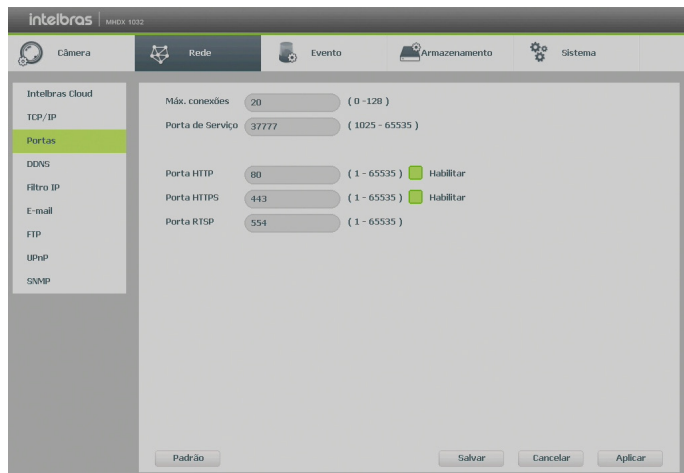 intelbras | MHDX 1032
Câmera Rede Evento Armazenamento Sistema
Intelbras Cloud
TCP/IP
Portas
DDNS
Filtro IP
E-mail
FTP
UPnP
SNMP
Máx. conexões 20 ( 0 -128 )
Porta de Serviço 37777 ( 1025 - 65535 )
Porta HTTP 80 ( 1 - 65535 ) Habilitar
Porta HTTPS 443 ( 1 - 65535 ) Habilitar
Porta RTSP 554 ( 1 - 65535 )
Padrão Salvar Cancelar Aplicar